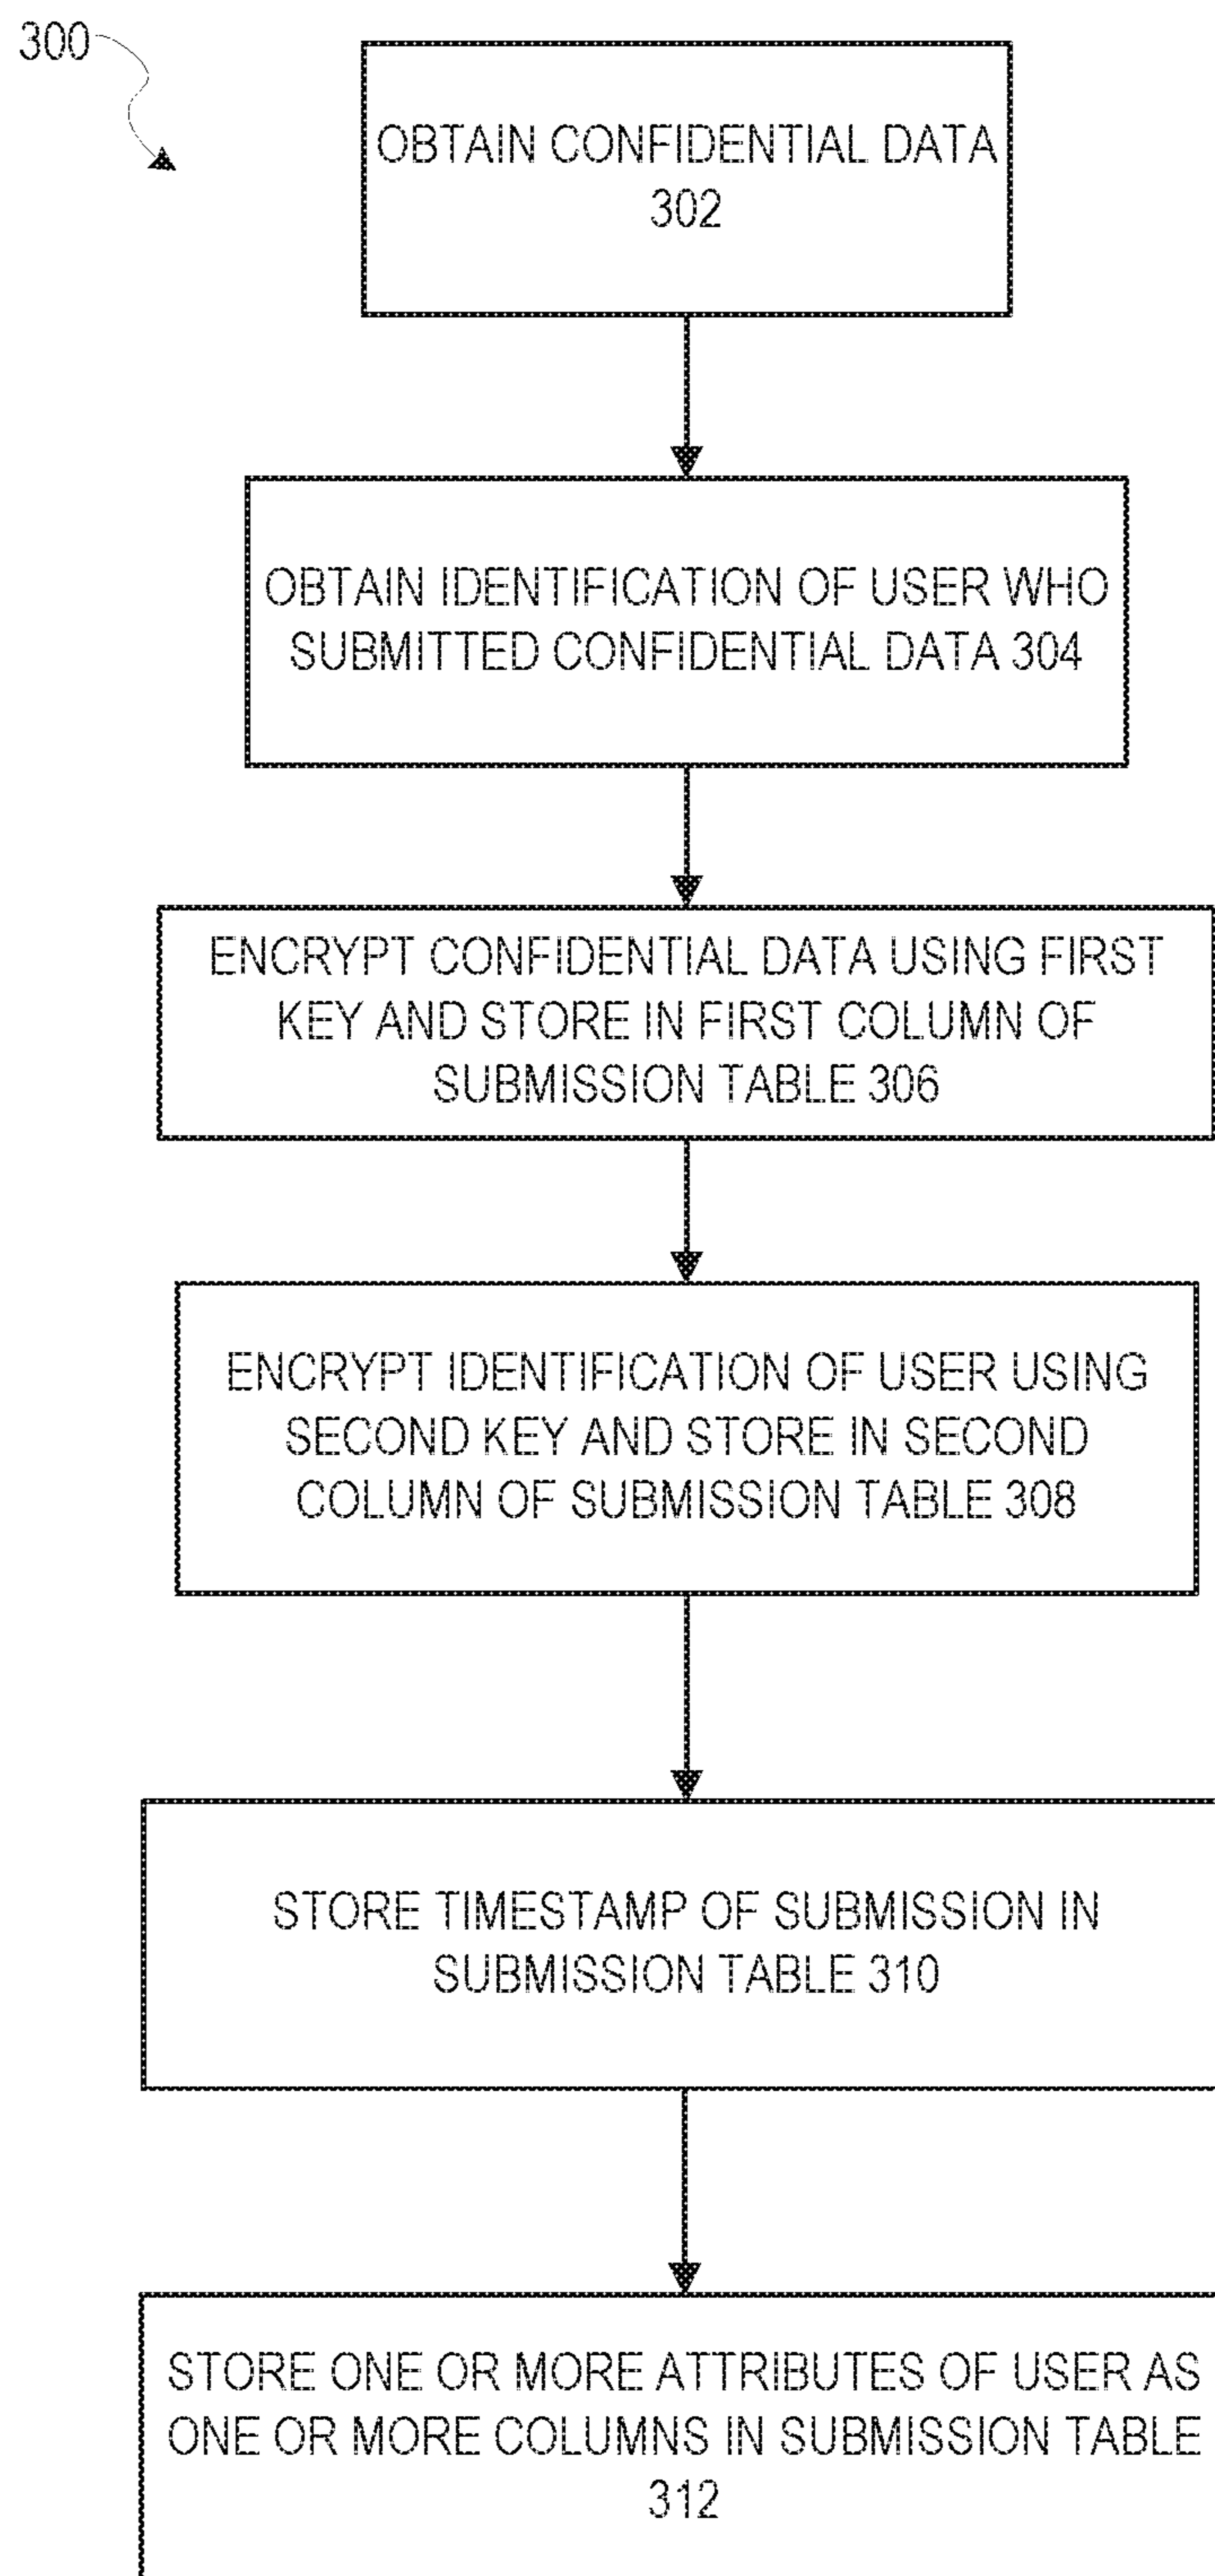 300
OBTAIN CONFIDENTIAL DATA
302
OBTAIN IDENTIFICATION OF USER WHO
SUBMITTED CONFIDENTIAL DATA 304
ENCRYPT CONFIDENTIAL DATA USING FIRST
KEY AND STORE IN FIRST COLUMN OF
SUBMISSION TABLE 306
ENCRYPT IDENTIFICATION OF USER USING
SECOND KEY AND STORE IN SECOND
COLUMN OF SUBMISSION TABLE 308
STORE TIMESTAMP OF SUBMISSION IN
SUBMISSION TABLE 310
STORE ONE OR MORE ATTRIBUTES OF USER AS
ONE OR MORE COLUMNS IN SUBMISSION TABLE
312